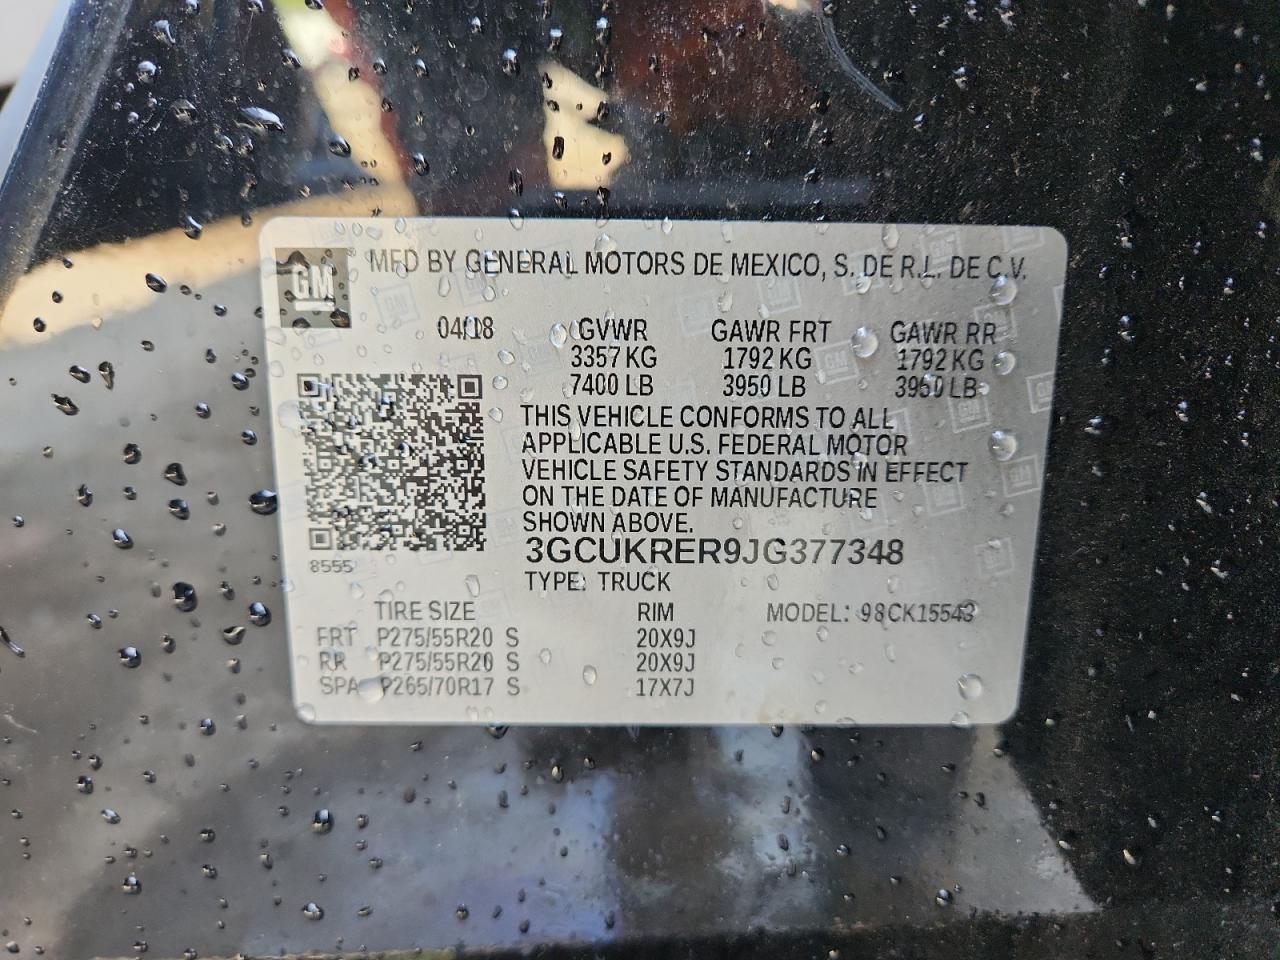 GM
MFD BY GENERAL MOTORS DE MEXICO, S. DE R.L. DE C.V.
04/18 GVWR GAWR FRT GAWR RR
3357 KG 1792 KG 1792 KG
7400 LB 3950 LB 3950 LB
THIS VEHICLE CONFORMS TO ALL
APPLICABLE U.S. FEDERAL MOTOR
VEHICLE SAFETY STANDARDS IN EFFECT
ON THE DATE OF MANUFACTURE
SHOWN ABOVE.
3GCUKRER9JG377348
8555
TYPE: TRUCK
TIRE SIZE RIM MODEL: 98CK15543
FRT P275/55R20 S 20X9J
RR P275/55R20 S 20X9J
SPA P265/70R17 S 17X7J